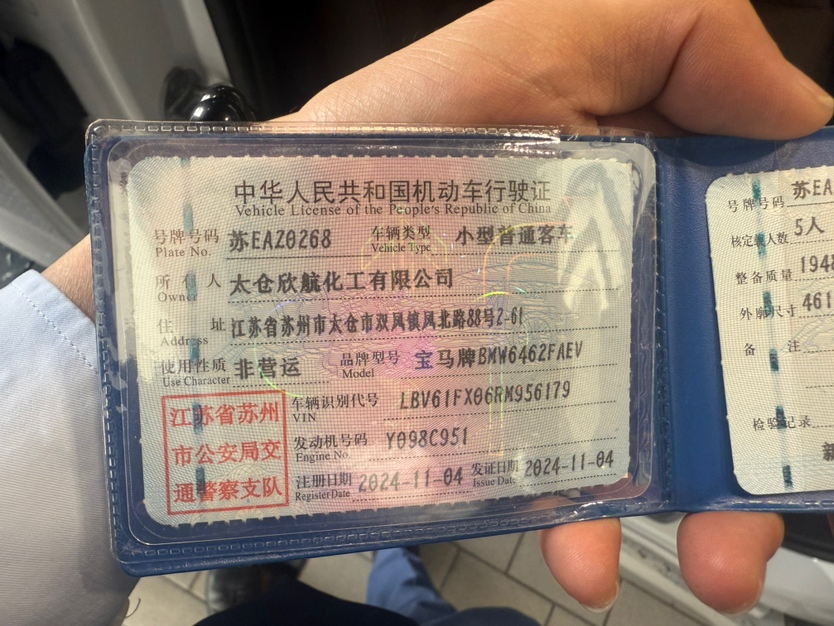 中华人民共和国机动车行驶证
Vehicle License of the People's Republic of China
号牌号码 苏EAZ0268 车辆类型 小型普通客车
Plate No. Vehicle Type
所有人 太仓欣航化工有限公司
Owner
住址 江苏省苏州市太仓市双凤镇凤北路88号2-61
Address
使用性质 非营运 品牌型号 宝马牌BMW6462FAEV
Use Character Model
江苏省苏州
市公安局交
通警察支队
车辆识别代号 LBV61FX06RM956179
VIN
发动机号码 Y098C951
Engine No.
注册日期 2024-11-04 发证日期 2024-11-04
Register Date Issue Date
号牌号码 苏EA
核定载人数 5人
整备质量 194
外廓尺寸 461
备注
检验记录